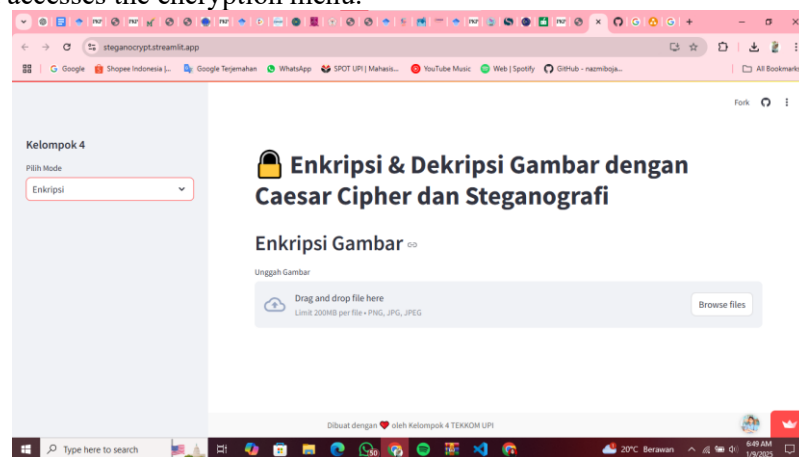 accesses the encryption menu.
steganocrypt.streamlit.app
Google
Shopee Indonesia |...
Google Terjemahan
WhatsApp
SPOT UPI | Mahasis...
YouTube Music
Web | Spotify
GitHub - nazmiboja...
All Bookmarks
Fork
Kelompok 4
Pilih Mode
Enkripsi
Enkripsi & Dekripsi Gambar dengan
Caesar Cipher dan Steganografi
Enkripsi Gambar
Unggah Gambar
Drag and drop file here
Limit 200MB per file • PNG, JPG, JPEG
Browse files
Dibuat dengan ❤ oleh Kelompok 4 TEKKOM UPI
Type here to search
20°C Berawan
6:49 AM
1/9/2025